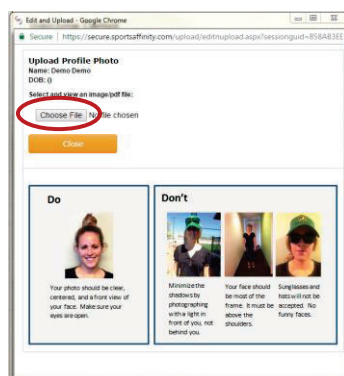 Edit and Upload - Google Chrome
Secure | https://secure.sportsaffinity.com/upload/editnupload.aspx?sessionguid=858AB3EE
Upload Profile Photo
Name: Demo Demo
DOB: ()
Select and view an image/pdf file:
Choose File No file chosen
Close
Do
Your photo should be clear,
centered, and a front view of
your face. Make sure your
eyes are open.
Don't
Minimize the
shadows by
photographing
with a light in
front of you, not
behind you.
Your face should
be most of the
frame. It must be
above the
shoulders.
Sunglasses and
hats will not be
accepted. No
funny faces.